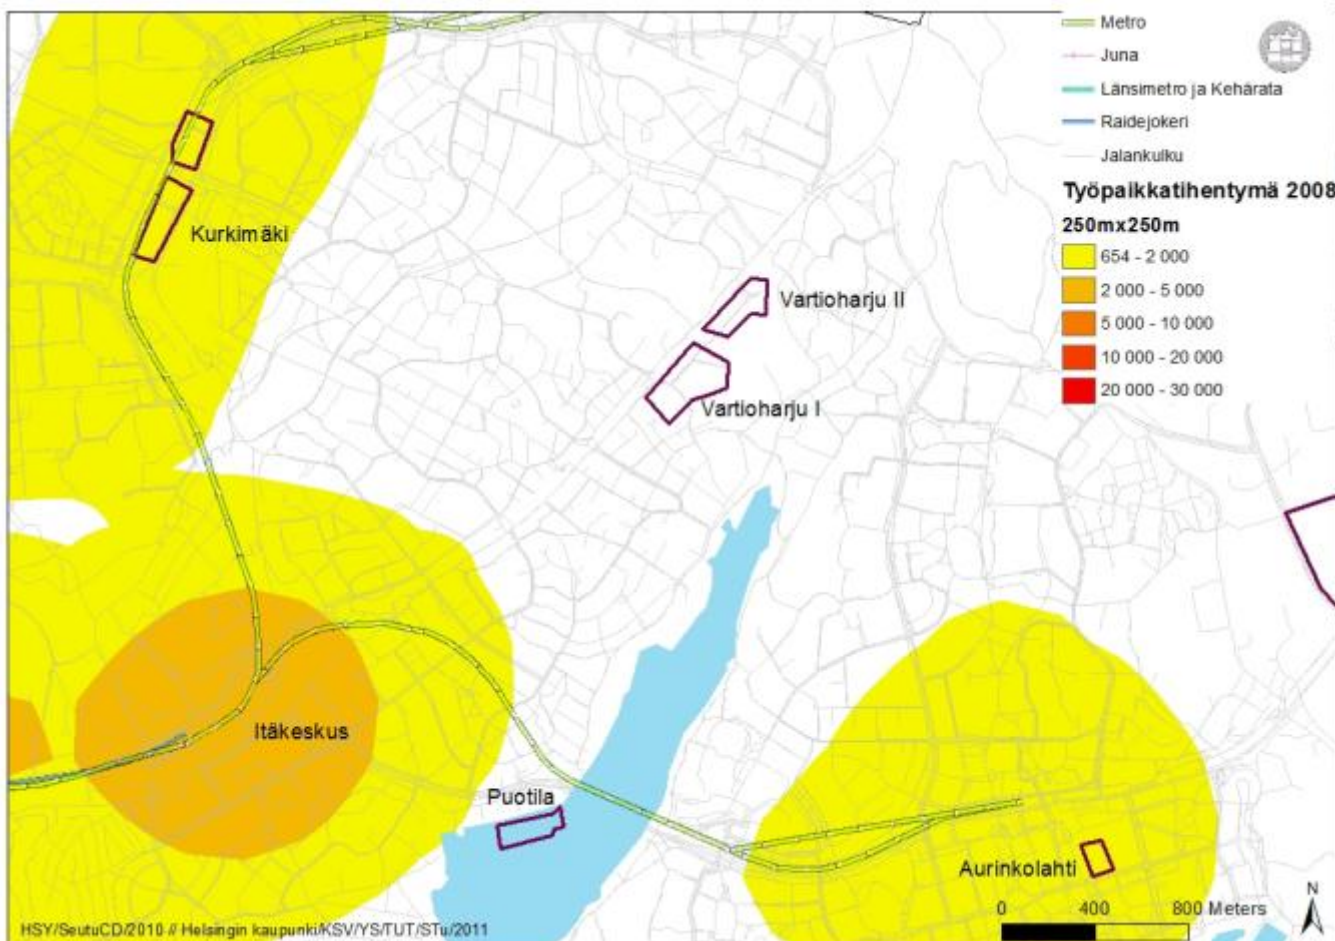 Metro
Juna
Länsimetro ja Kehärata
Raidejokeri
Jalankulku
Työpaikkatihentymä 2008
250mx250m
654 - 2 000
2 000 - 5 000
5 000 - 10 000
10 000 - 20 000
20 000 - 30 000
Kurkimäki
Vartioharju II
Vartioharju I
Itäkeskus
Puotila
Aurinkolahti
N
0 400 800 Meters
HSY/SeutuCD/2010 // Helsingin kaupunki/KSV/YS/TUT/STu/2011